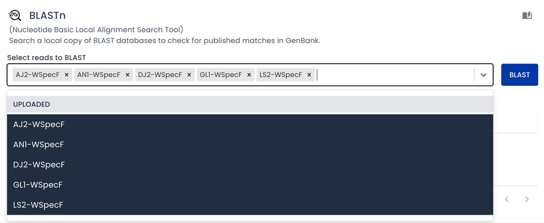 BLASTn
(Nucleotide Basic Local Alignment Search Tool)
Search a local copy of BLAST databases to check for published matches in GenBank.
Select reads to BLAST
AJ2-WSpecF × AN1-WSpecF × DJ2-WSpecF × GL1-WSpecF × LS2-WSpecF × BLAST
UPLOADED
AJ2-WSpecF
AN1-WSpecF
DJ2-WSpecF
GL1-WSpecF
LS2-WSpecF